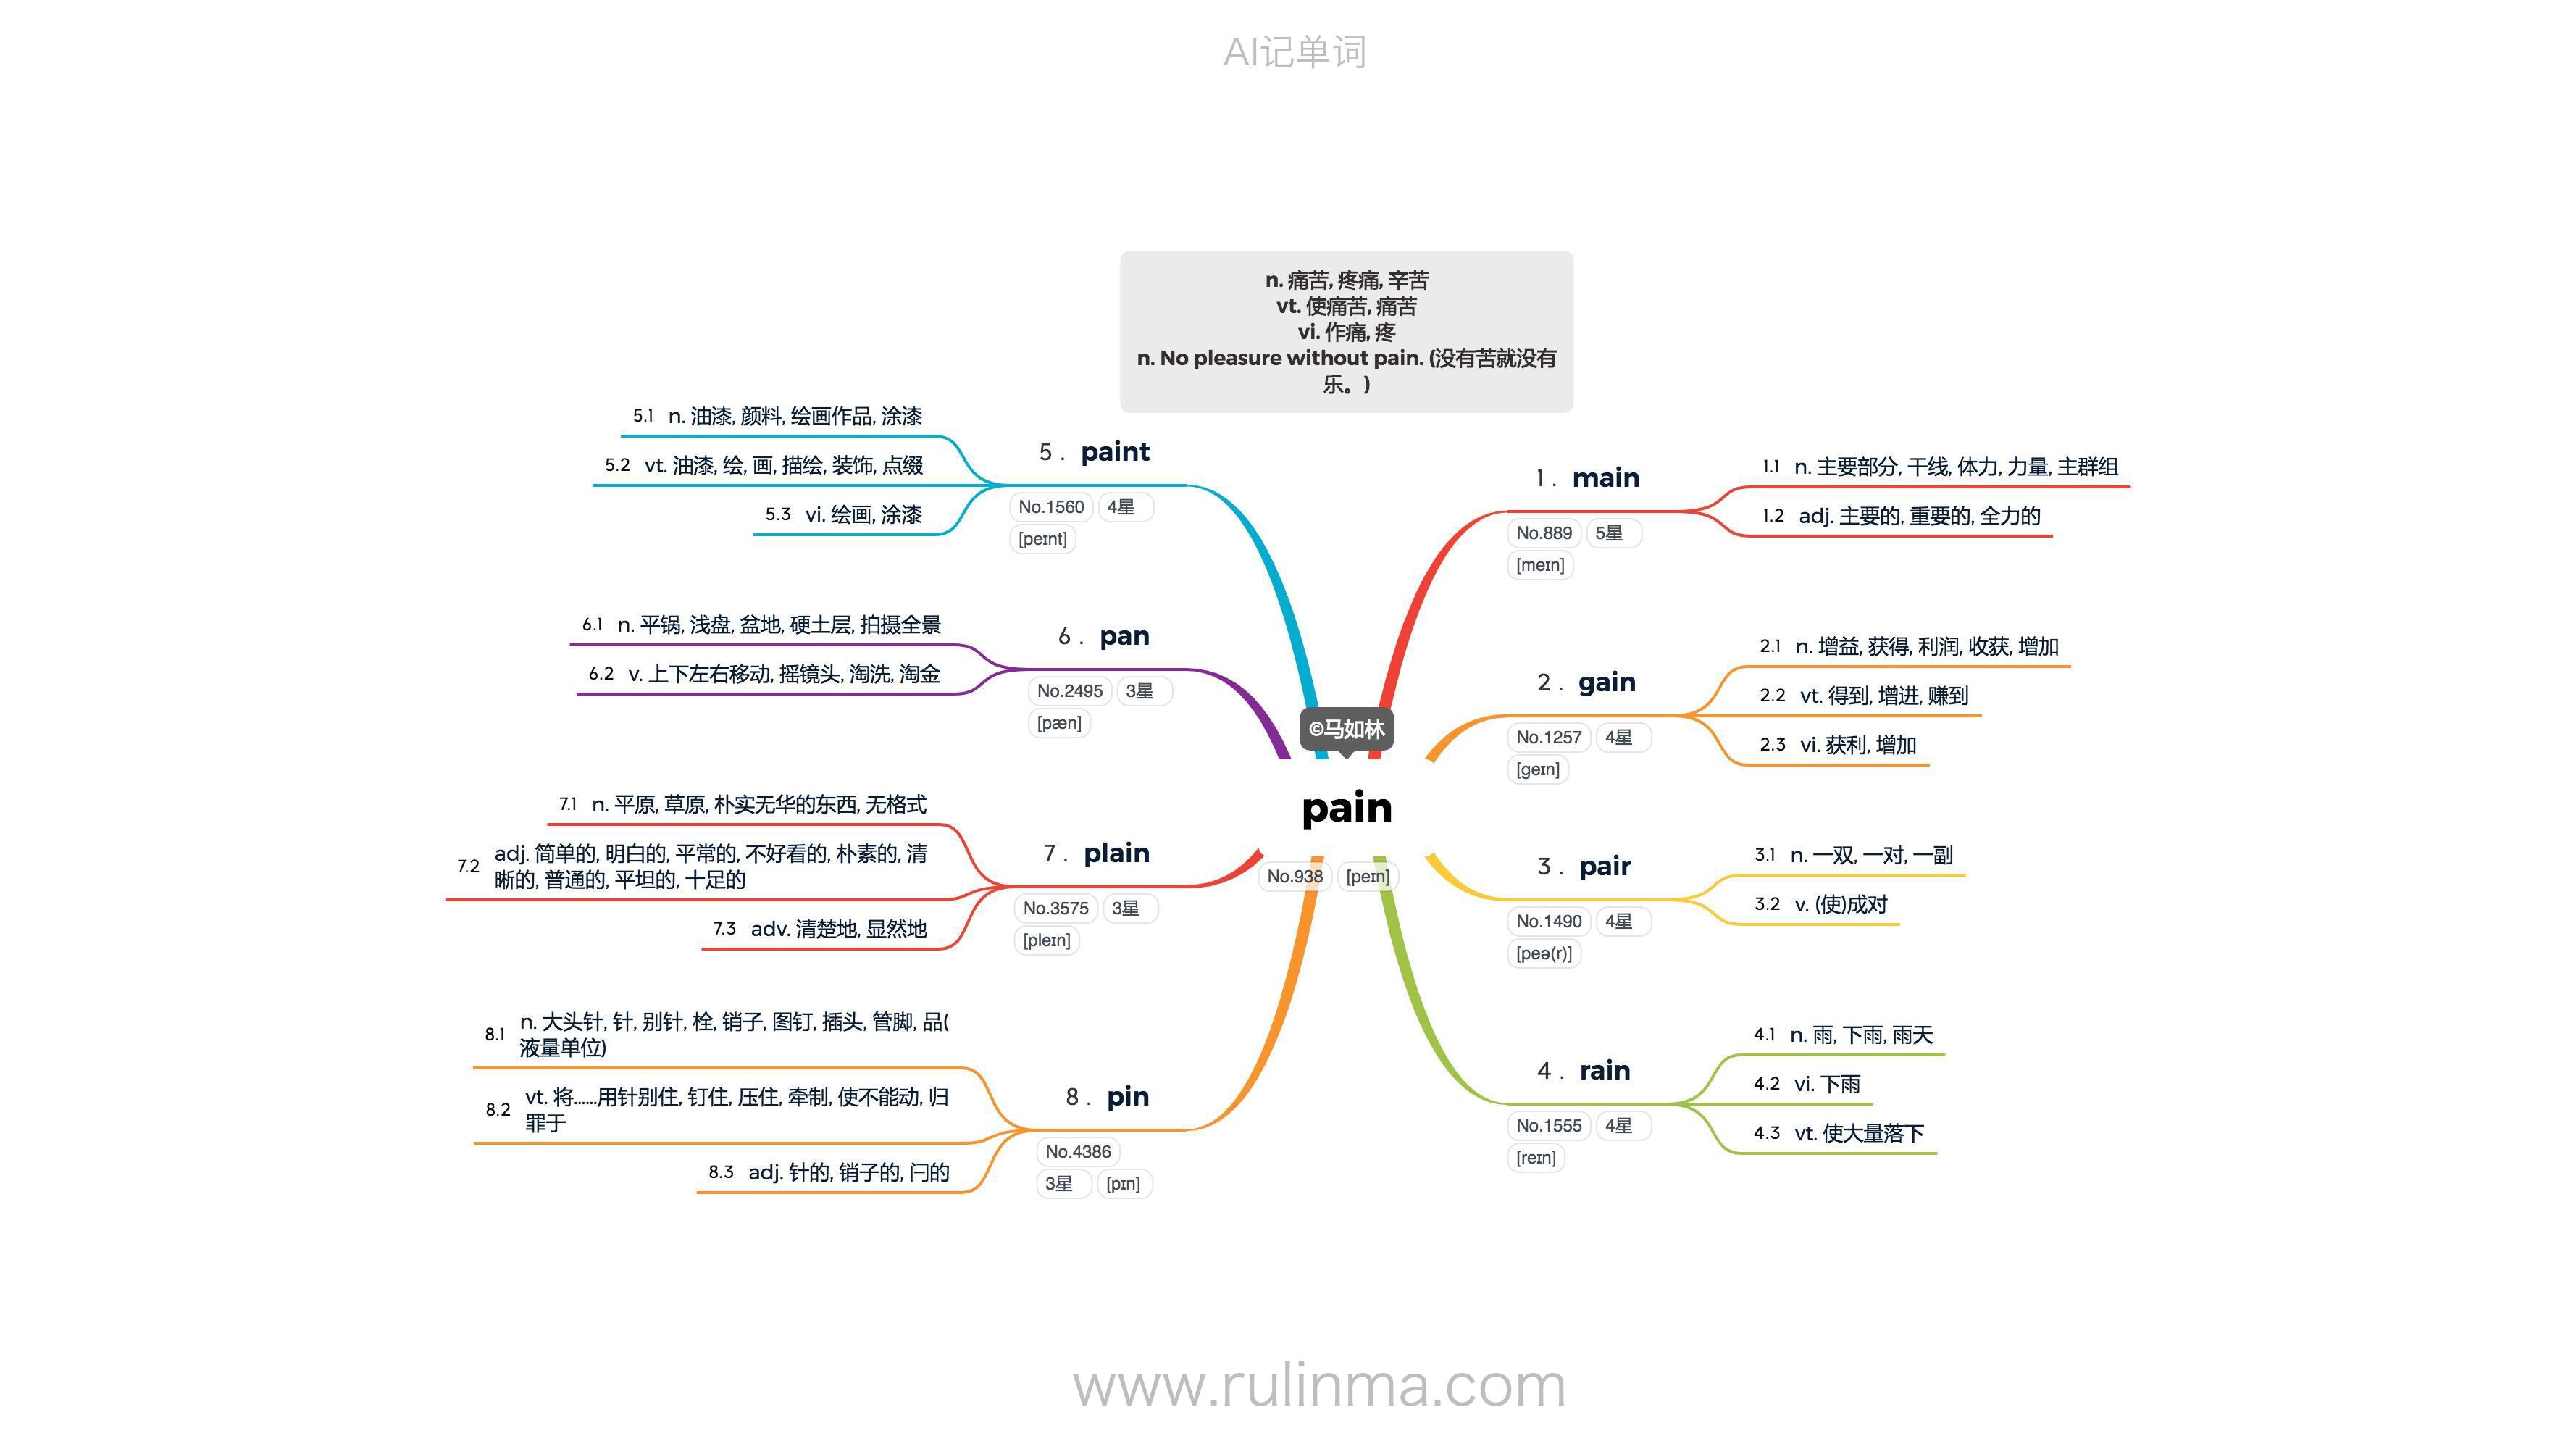 AI记单词
n. 痛苦, 疼痛, 辛苦
vt. 使痛苦, 痛苦
vi. 作痛, 疼
n. No pleasure without pain. (没有苦就没有
乐。)
©马如林
pain
No.938 [peɪn]
1. main
No.889 5星
[meɪn]
1.1 n. 主要部分, 干线, 体力, 力量, 主群组
1.2 adj. 主要的, 重要的, 全力的
2. gain
No.1257 4星
[geɪn]
2.1 n. 增益, 获得, 利润, 收获, 增加
2.2 vt. 得到, 增进, 赚到
2.3 vi. 获利, 增加
3. pair
No.1490 4星
[peə(r)]
3.1 n. 一双, 一对, 一副
3.2 v. (使)成对
4. rain
No.1555 4星
[reɪn]
4.1 n. 雨, 下雨, 雨天
4.2 vi. 下雨
4.3 vt. 使大量落下
5. paint
No.1560 4星
[peɪnt]
5.1 n. 油漆, 颜料, 绘画作品, 涂漆
5.2 vt. 油漆, 绘, 画, 描绘, 装饰, 点缀
5.3 vi. 绘画, 涂漆
6. pan
No.2495 3星
[pæn]
6.1 n. 平锅, 浅盘, 盆地, 硬土层, 拍摄全景
6.2 v. 上下左右移动, 摇镜头, 淘洗, 淘金
7. plain
No.3575 3星
[pleɪn]
7.1 n. 平原, 草原, 朴实无华的东西, 无格式
7.2 adj. 简单的, 明白的, 平常的, 不好看的, 朴素的, 清
晰的, 普通的, 平坦的, 十足的
7.3 adv. 清楚地, 显然地
8. pin
No.4386
3星 [pɪn]
8.1 n. 大头针, 针, 别针, 栓, 销子, 图钉, 插头, 管脚, 品(
液量单位)
8.2 vt. 将......用针别住, 钉住, 压住, 牵制, 使不能动, 归
罪于
8.3 adj. 针的, 销子的, 闩的
www.rulinma.com